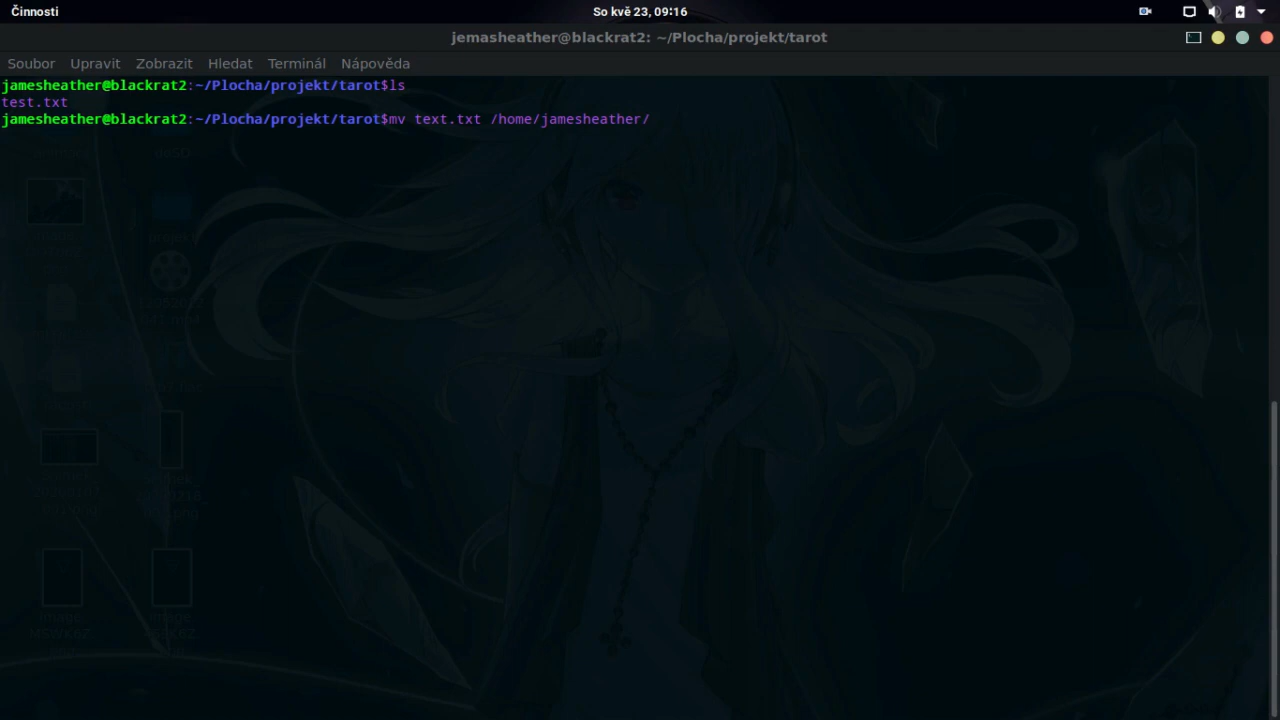 Činnosti
So kvě 23, 09:16
jemasheather@blackrat2: ~/Plocha/projekt/tarot
Soubor Upravit Zobrazit Hledat Terminál Nápověda
jamesheather@blackrat2:~/Plocha/projekt/tarot$ls
test.txt
jamesheather@blackrat2:~/Plocha/projekt/tarot$mv text.txt /home/jamesheather/